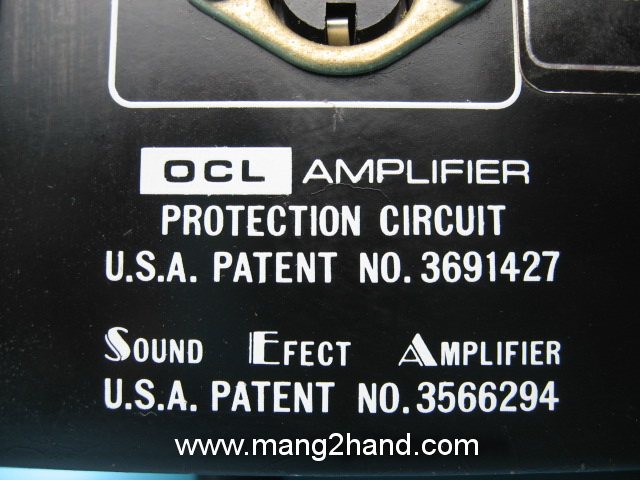 OCL AMPLIFIER
PROTECTION CIRCUIT
U.S.A. PATENT NO. 3691427
SOUND EFECT AMPLIFIER
U.S.A. PATENT NO. 3566294
www.mang2hand.com